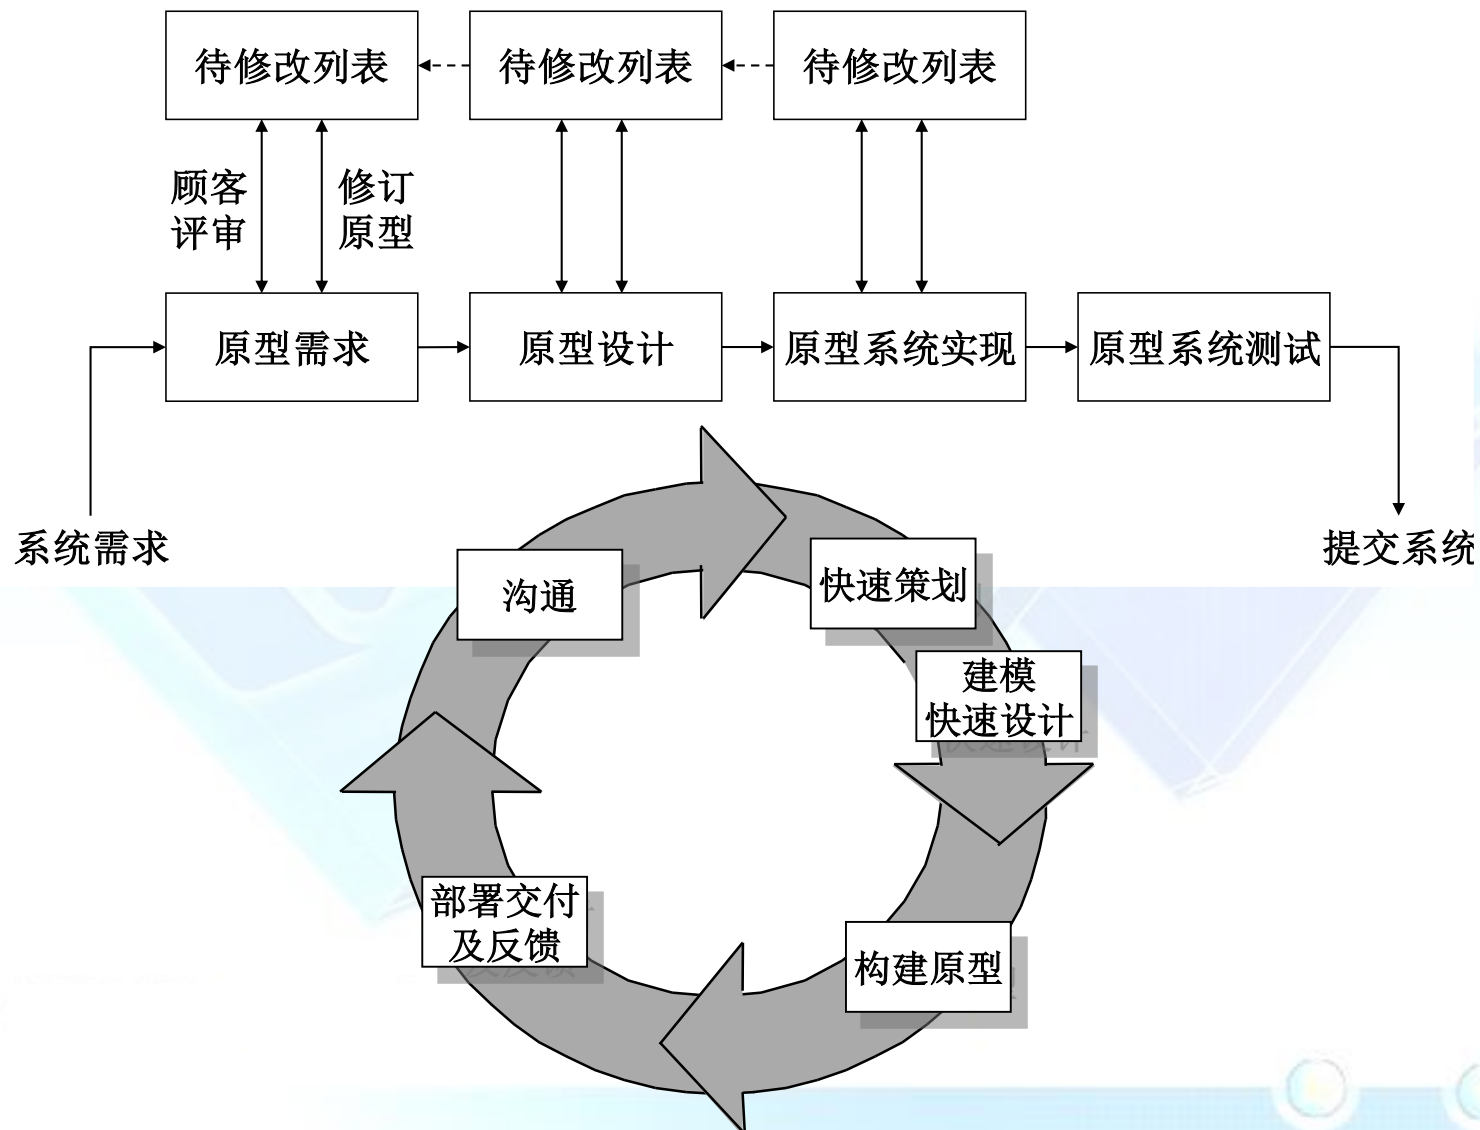 待修改列表
待修改列表
待修改列表
顾客
评审
修订
原型
原型需求
原型设计
原型系统实现
原型系统测试
系统需求
提交系统
沟通
快速策划
建模
快速设计
部署交付
及反馈
构建原型